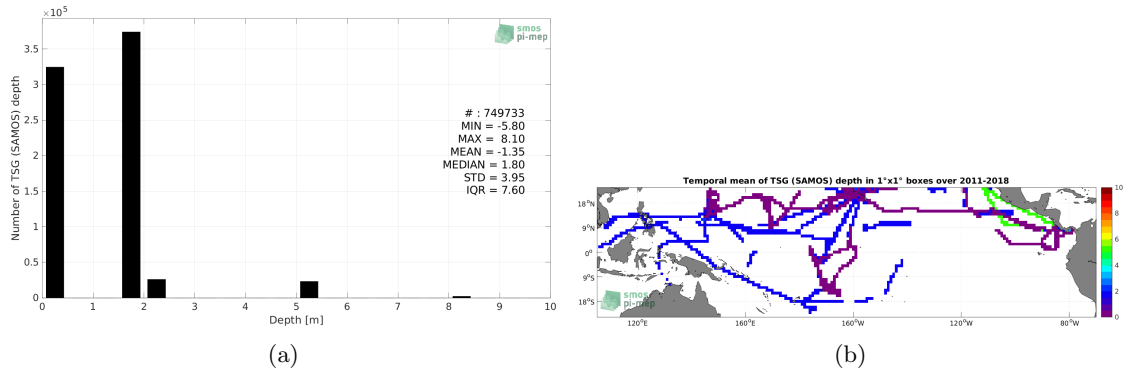 ×10⁵
smos
pi-mep
3.5
3
2.5
2
1.5
1
0.5
0
Number of TSG (SAMOS) depth
# : 749733
MIN = -5.80
MAX = 8.10
MEAN = -1.35
MEDIAN = 1.80
STD = 3.95
IQR = 7.60
0 1 2 3 4 5 6 7 8 9 10
Depth [m]
(a)
Temporal mean of TSG (SAMOS) depth in 1°x1° boxes over 2011-2018
18°N
9°N
0°
9°S
18°S
smos
pi-mep
120°E 160°E 160°W 120°W 80°W
10
8
6
4
2
0
(b)